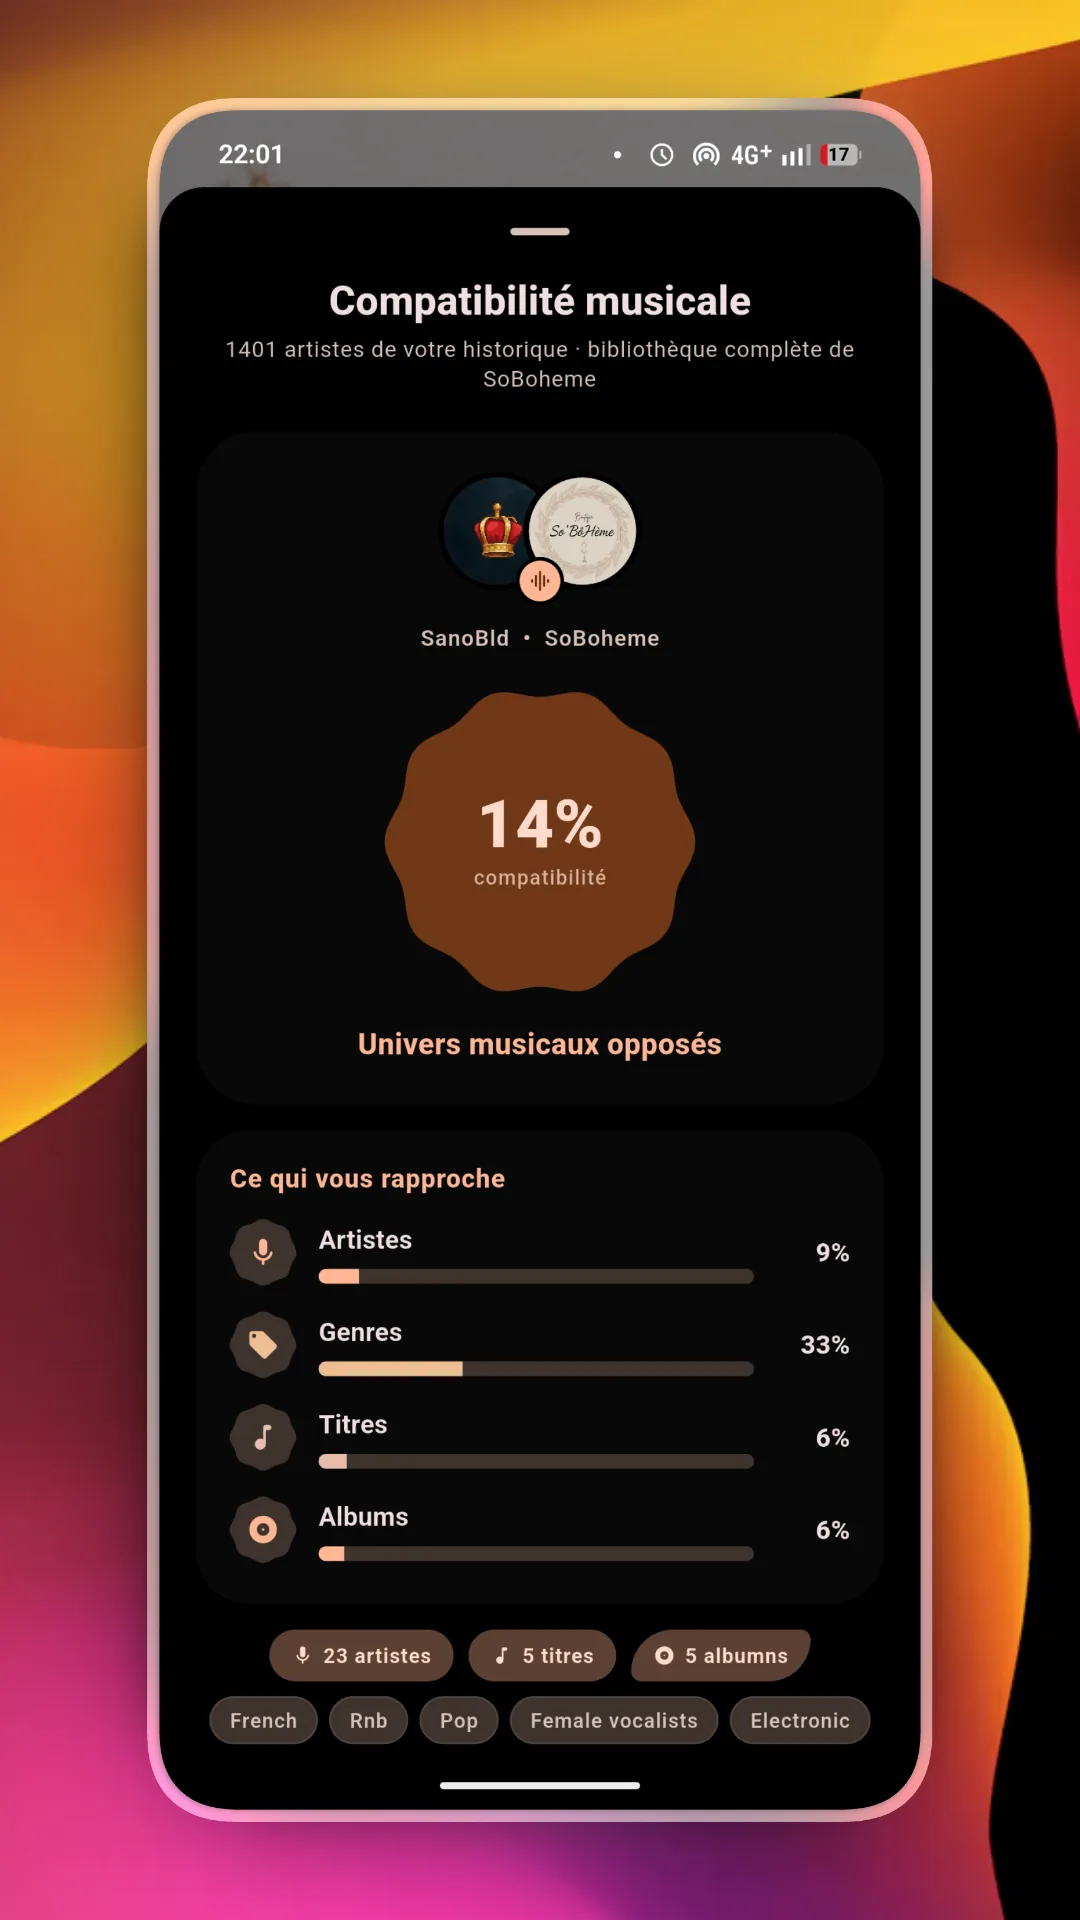 22:01
4G+
17
Compatibilité musicale
1401 artistes de votre historique · bibliothèque complète de
SoBoheme
So'BôHème
SanoBld • SoBoheme
14%
compatibilité
Univers musicaux opposés
Ce qui vous rapproche
Artistes
9%
Genres
33%
Titres
6%
Albums
6%
23 artistes
5 titres
5 albumns
French
Rnb
Pop
Female vocalists
Electronic